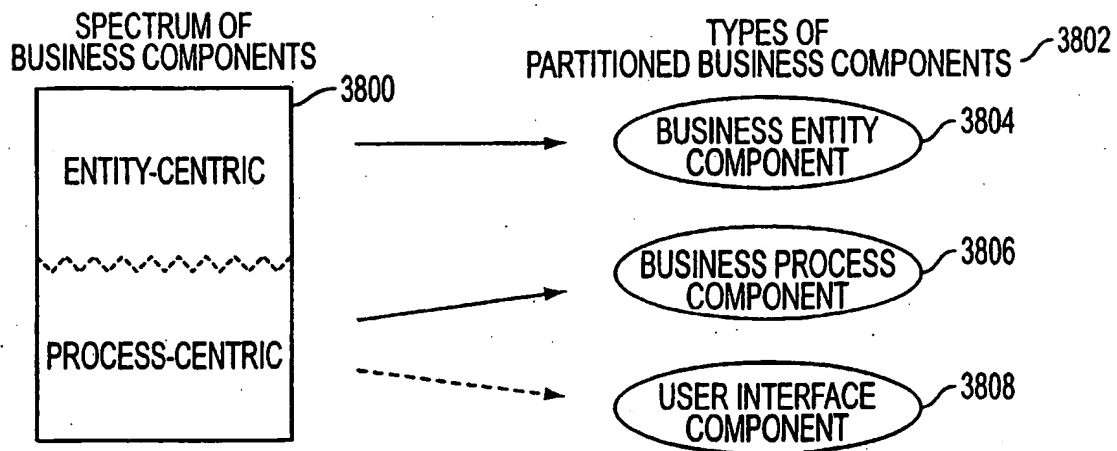 SPECTRUM OF
BUSINESS COMPONENTS
3800
ENTITY-CENTRIC
PROCESS-CENTRIC
TYPES OF
PARTITIONED BUSINESS COMPONENTS
3802
BUSINESS ENTITY
COMPONENT
3804
BUSINESS PROCESS
COMPONENT
3806
USER INTERFACE
COMPONENT
3808